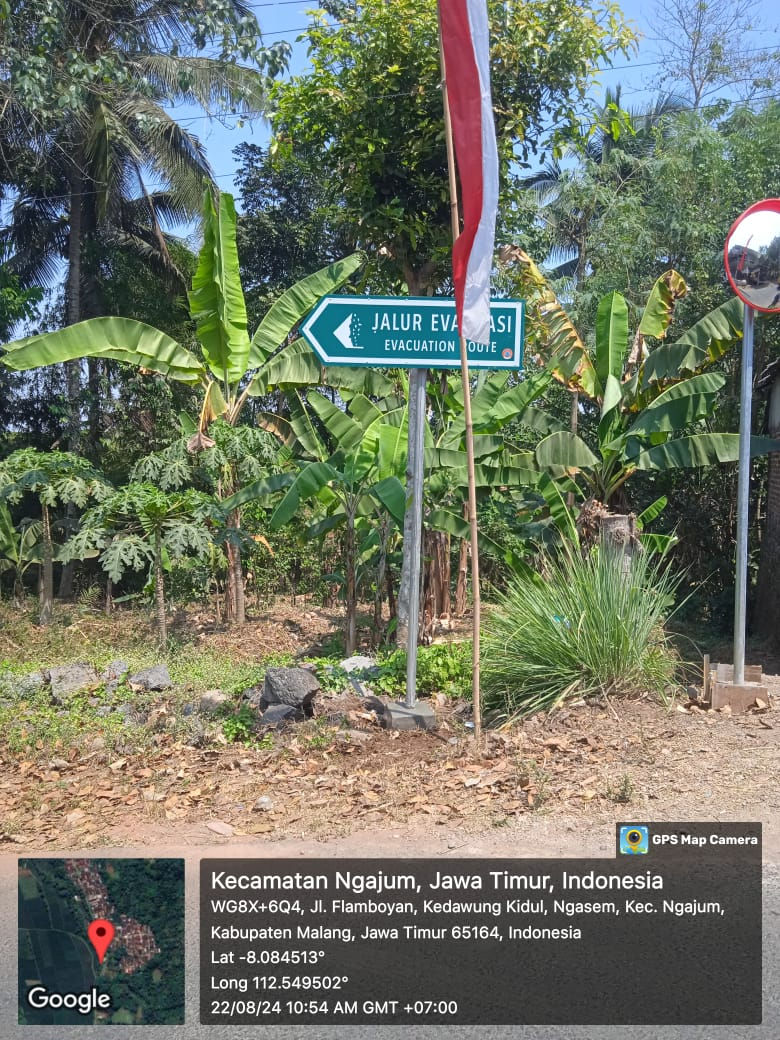 JALUR EVAKUASI
EVACUATION ROUTE
GPS Map Camera
Google
Kecamatan Ngajum, Jawa Timur, Indonesia
WG8X+6Q4, Jl. Flamboyan, Kedawung Kidul, Ngasem, Kec. Ngajum,
Kabupaten Malang, Jawa Timur 65164, Indonesia
Lat -8.084513°
Long 112.549502°
22/08/24 10:54 AM GMT +07:00